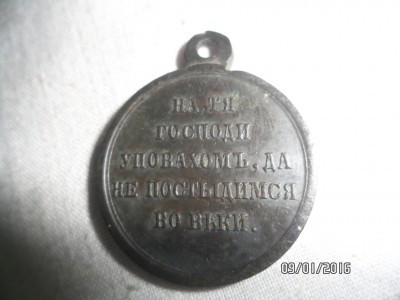 НА ТЯ
ГОСПОДИ
УПОВАХОМЪ, ДА
НЕ ПОСТЫДИМСЯ
ВО ВѢКИ.
09/01/2016